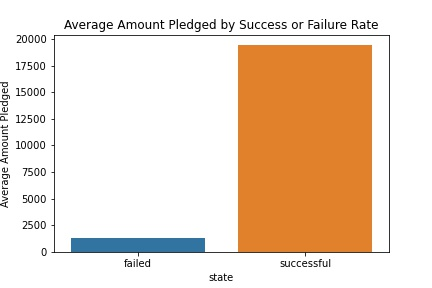 Average Amount Pledged by Success or Failure Rate
Average Amount Pledged
20000
17500
15000
12500
10000
7500
5000
2500
0
failed
successful
state